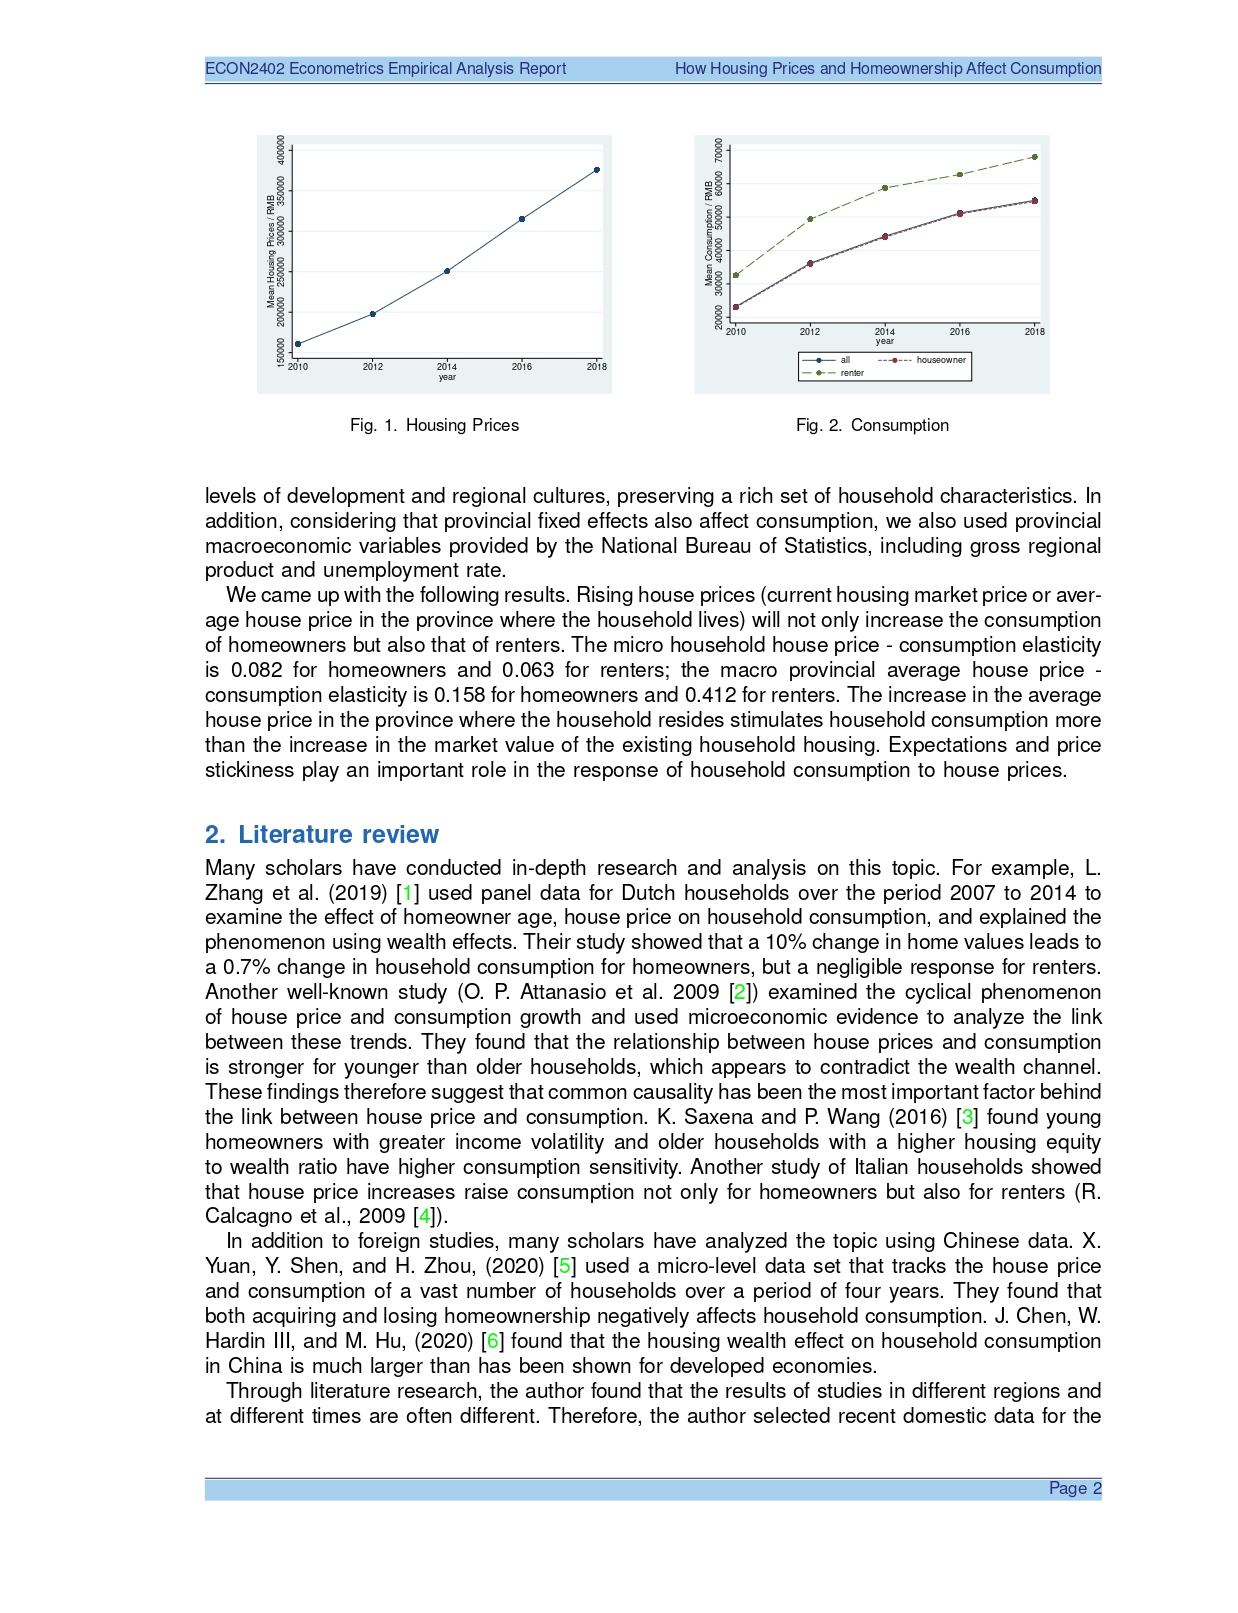 ECON2402 Econometrics Empirical Analysis Report How Housing Prices and Homeownership Affect Consumption
Mean Housing Prices / RMB
150000 200000 250000 300000 350000 400000
2010 2012 2014 2016 2018
year
Mean Consumption / RMB
20000 30000 40000 50000 60000 70000
2010 2012 2014 2016 2018
year
all houseowner
renter
Fig. 1. Housing Prices
Fig. 2. Consumption
levels of development and regional cultures, preserving a rich set of household characteristics. In
addition, considering that provincial fixed effects also affect consumption, we also used provincial
macroeconomic variables provided by the National Bureau of Statistics, including gross regional
product and unemployment rate.
We came up with the following results. Rising house prices (current housing market price or aver-
age house price in the province where the household lives) will not only increase the consumption
of homeowners but also that of renters. The micro household house price - consumption elasticity
is 0.082 for homeowners and 0.063 for renters; the macro provincial average house price -
consumption elasticity is 0.158 for homeowners and 0.412 for renters. The increase in the average
house price in the province where the household resides stimulates household consumption more
than the increase in the market value of the existing household housing. Expectations and price
stickiness play an important role in the response of household consumption to house prices.
2. Literature review
Many scholars have conducted in-depth research and analysis on this topic. For example, L.
Zhang et al. (2019) [1] used panel data for Dutch households over the period 2007 to 2014 to
examine the effect of homeowner age, house price on household consumption, and explained the
phenomenon using wealth effects. Their study showed that a 10% change in home values leads to
a 0.7% change in household consumption for homeowners, but a negligible response for renters.
Another well-known study (O. P. Attanasio et al. 2009 [2]) examined the cyclical phenomenon
of house price and consumption growth and used microeconomic evidence to analyze the link
between these trends. They found that the relationship between house prices and consumption
is stronger for younger than older households, which appears to contradict the wealth channel.
These findings therefore suggest that common causality has been the most important factor behind
the link between house price and consumption. K. Saxena and P. Wang (2016) [3] found young
homeowners with greater income volatility and older households with a higher housing equity
to wealth ratio have higher consumption sensitivity. Another study of Italian households showed
that house price increases raise consumption not only for homeowners but also for renters (R.
Calcagno et al., 2009 [4]).
In addition to foreign studies, many scholars have analyzed the topic using Chinese data. X.
Yuan, Y. Shen, and H. Zhou, (2020) [5] used a micro-level data set that tracks the house price
and consumption of a vast number of households over a period of four years. They found that
both acquiring and losing homeownership negatively affects household consumption. J. Chen, W.
Hardin III, and M. Hu, (2020) [6] found that the housing wealth effect on household consumption
in China is much larger than has been shown for developed economies.
Through literature research, the author found that the results of studies in different regions and
at different times are often different. Therefore, the author selected recent domestic data for the
Page 2